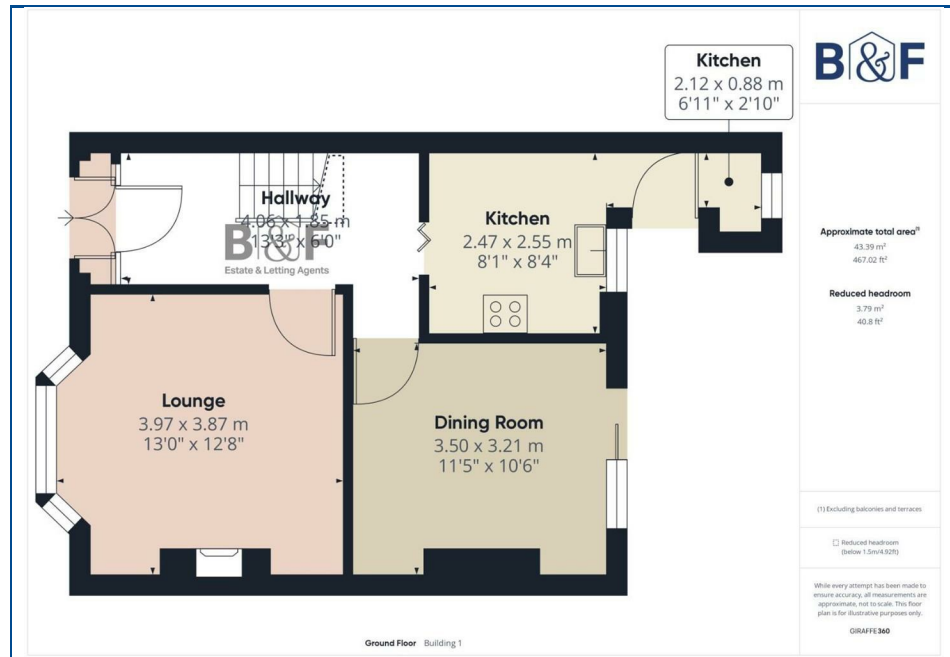 Kitchen
2.12 x 0.88 m
6'11" x 2'10"
B&F
Hallway
4.06 x 1.85 m
13'3" x 6'0"
B&F
Estate & Letting Agents
Kitchen
2.47 x 2.55 m
8'1" x 8'4"
Lounge
3.97 x 3.87 m
13'0" x 12'8"
Dining Room
3.50 x 3.21 m
11'5" x 10'6"
Approximate total area⁽¹⁾
43.39 m²
467.02 ft²
Reduced headroom
3.79 m²
40.8 ft²
(1) Excluding balconies and terraces
Reduced headroom
(below 1.5m/4.92ft)
While every attempt has been made to
ensure accuracy, all measurements are
approximate, not to scale. This floor
plan is for illustrative purposes only.
GIRAFFE360
Ground Floor Building 1